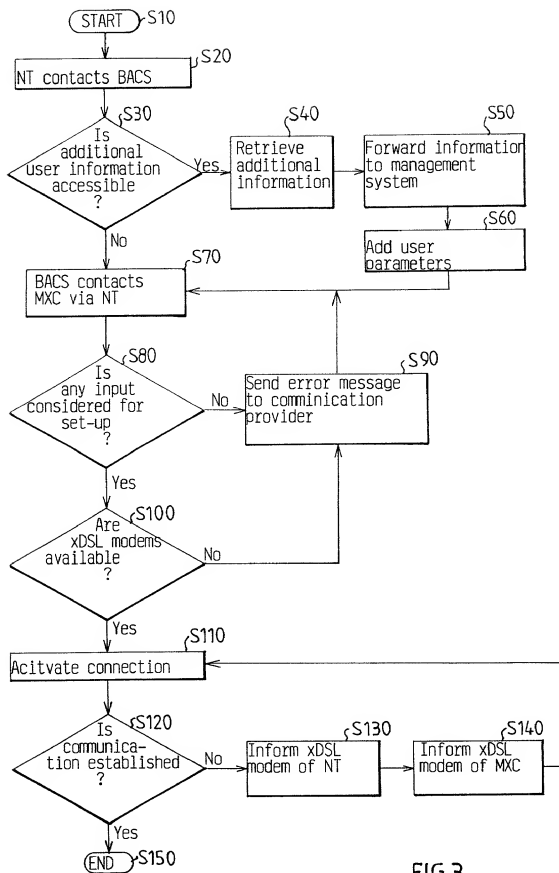 START
S10
S20
NT contacts BACS
S30
Is
additional
user information
accessible
?
Yes
S40
Retrieve
additional
information
S50
Forward information
to management
system
S60
Add user
parameters
No
S70
BACS contacts
MXC via NT
S80
Is
any input
considered for
set-up
?
No
S90
Send error message
to comminication
provider
Yes
S100
Are
xDSL modems
available
?
No
Yes
S110
Acitvate connection
S120
Is
communica-
tion established
?
No
S130
Inform xDSL
modem of NT
S140
Inform xDSL
modem of MXC
Yes
END
S150
FIG.3